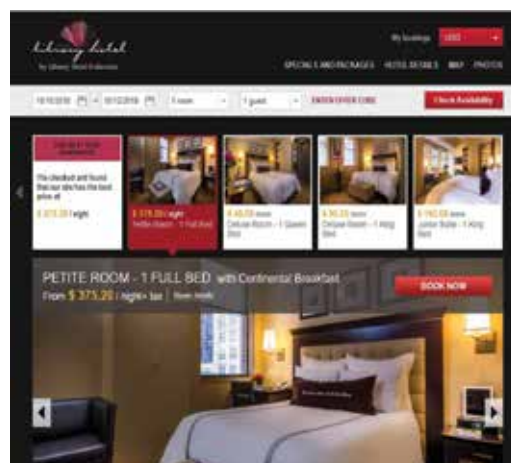 library hotel
by Library Hotel Collection
My bookings
USD
SPECIALS AND PACKAGES HOTEL DETAILS MAP PHOTOS
1 room
1 guest
ENTER OFFER CODE
Check Availability
We checked and found
that our site has the best
price at
$ 375.20 / night
$ 375.20 / night
Petite Room - 1 Full Bed
more
Deluxe Room - 1 Queen
Bed
more
Deluxe Room - 1 King
Bed
more
Junior Suite - 1 King
Bed
PETITE ROOM - 1 FULL BED with Continental Breakfast
From $ 375.20 / night+ tax
BOOK NOW